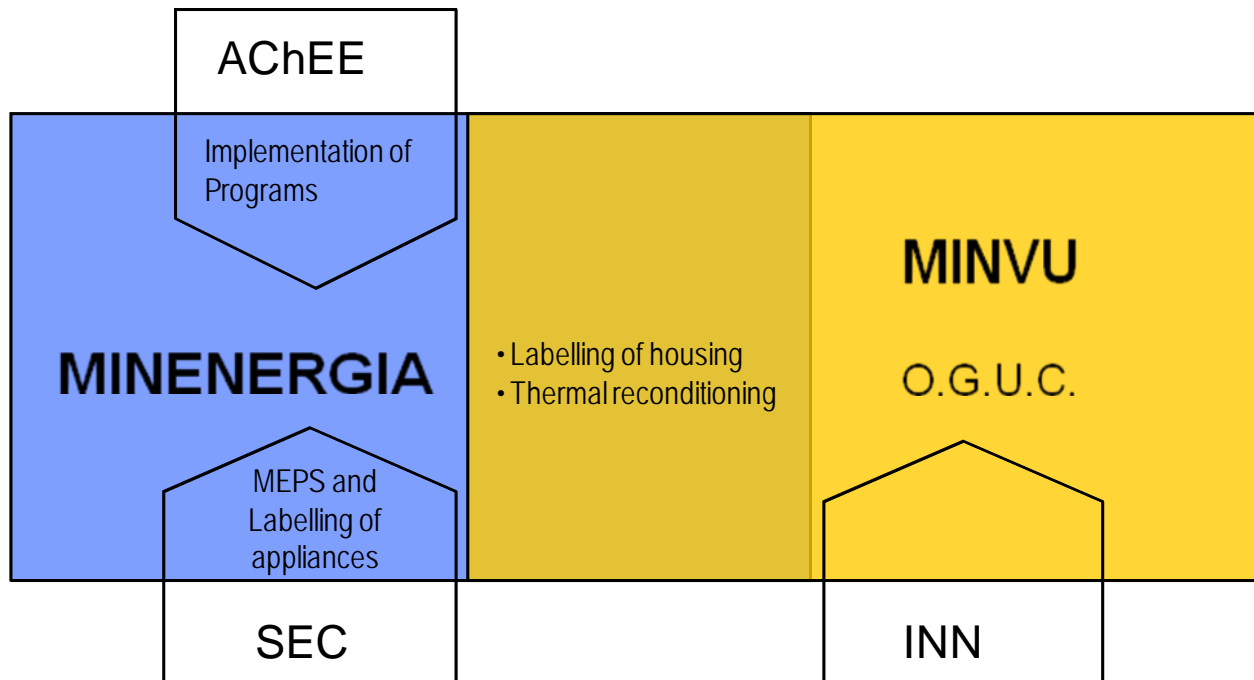 AChEE
Implementation of
Programs
MINENERGIA
MEPS and
Labelling of
appliances
SEC
• Labelling of housing
• Thermal reconditioning
MINVU
O.G.U.C.
INN